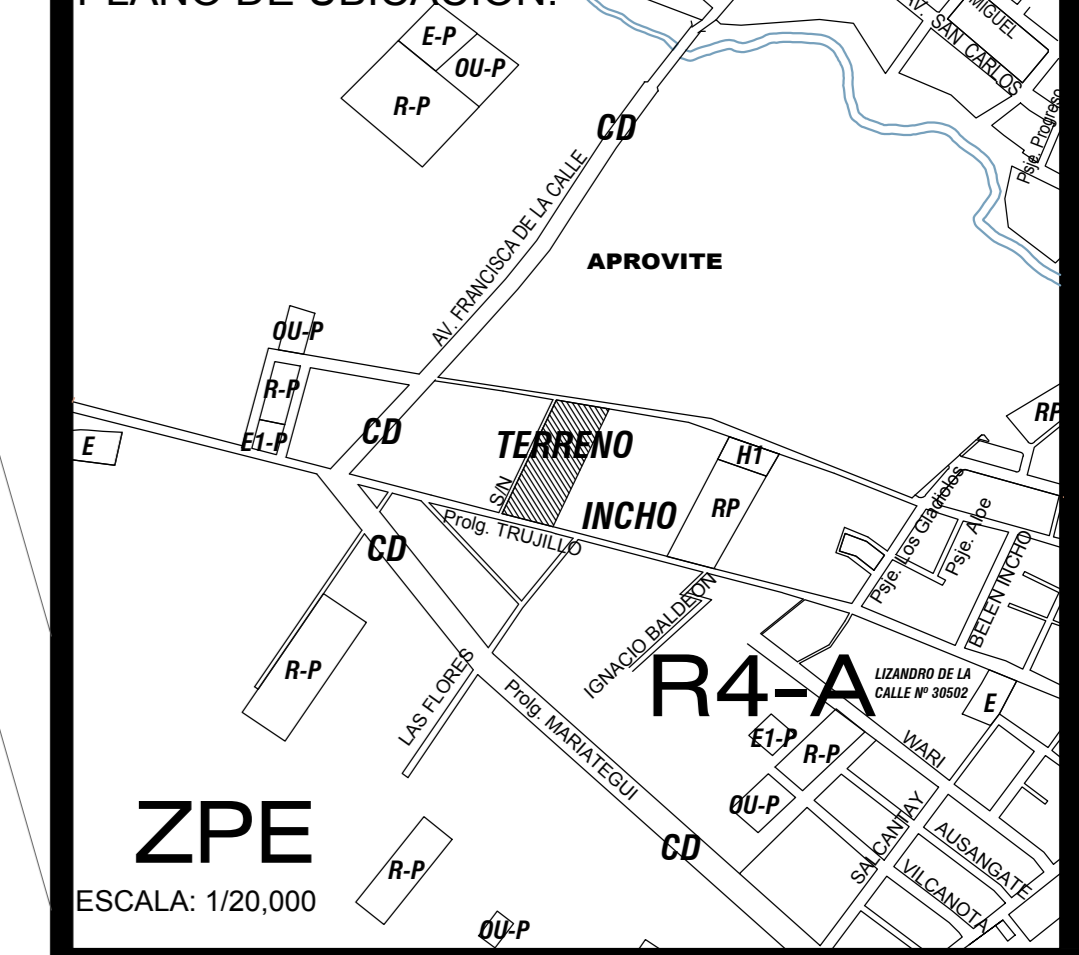 PLANO DE UBICACIÓN:
E-P
OU-P
R-P
CD
AV. SAN CARLOS
MIGUEL
Psje. Progreso
AV. FRANCISCA DE LA CALLE
APROVITE
OU-P
R-P
E1-P
E
CD
TERRENO
S/N
INCHO
H1
RP
RP
Prolg. TRUJILLO
CD
Psje. Los Gladiolos
Psje. Aloe
BELEN INCHO
IGNACIO BALDEON
R4-A
LIZANDRO DE LA
CALLE Nº 30502
E
R-P
LAS FLORES
Prolg. MARIATEGUI
E1-P
R-P
WARI
OU-P
ZPE
CD
SALCANTAY
AUSANGATE
VILCANOTA
R-P
ESCALA: 1/20,000
OU-P